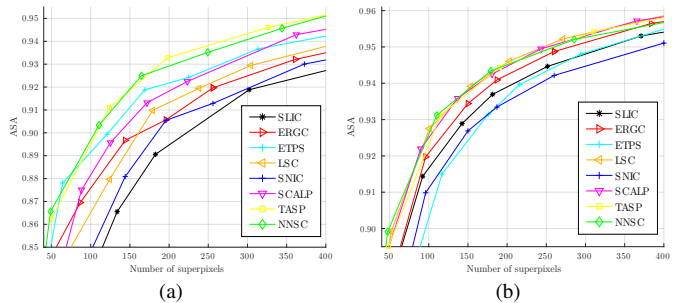 0.95
0.94
0.93
0.92
0.91
0.90
0.89
0.88
0.87
0.86
0.85
ASA
50
100
150
200
250
300
350
400
Number of superpixels
SLIC
ERGC
ETPS
LSC
SNIC
SCALP
TASP
NNSC
(a)
0.96
0.95
0.94
0.93
0.92
0.91
0.90
ASA
50
100
150
200
250
300
350
400
Number of superpixels
SLIC
ERGC
ETPS
LSC
SNIC
SCALP
TASP
NNSC
(b)